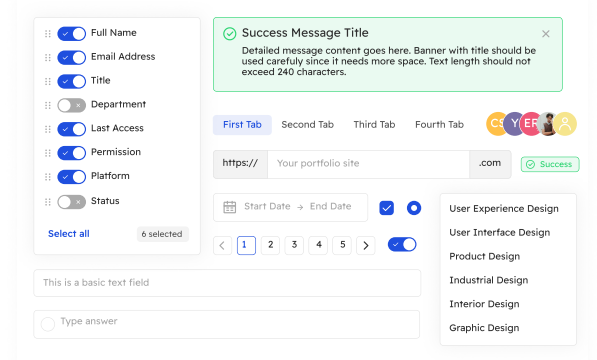 Full Name
Email Address
Title
Department
Last Access
Permission
Platform
Status
Select all
6 selected
Success Message Title
Detailed message content goes here. Banner with title should be
used carefuly since it needs more space. Text length should not
exceed 240 characters.
First Tab
Second Tab
Third Tab
Fourth Tab
CS
Y
ER
https://
Your portfolio site
.com
Success
Start Date → End Date
1
2
3
4
5
User Experience Design
User Interface Design
Product Design
Industrial Design
Interior Design
Graphic Design
This is a basic text field
Type answer